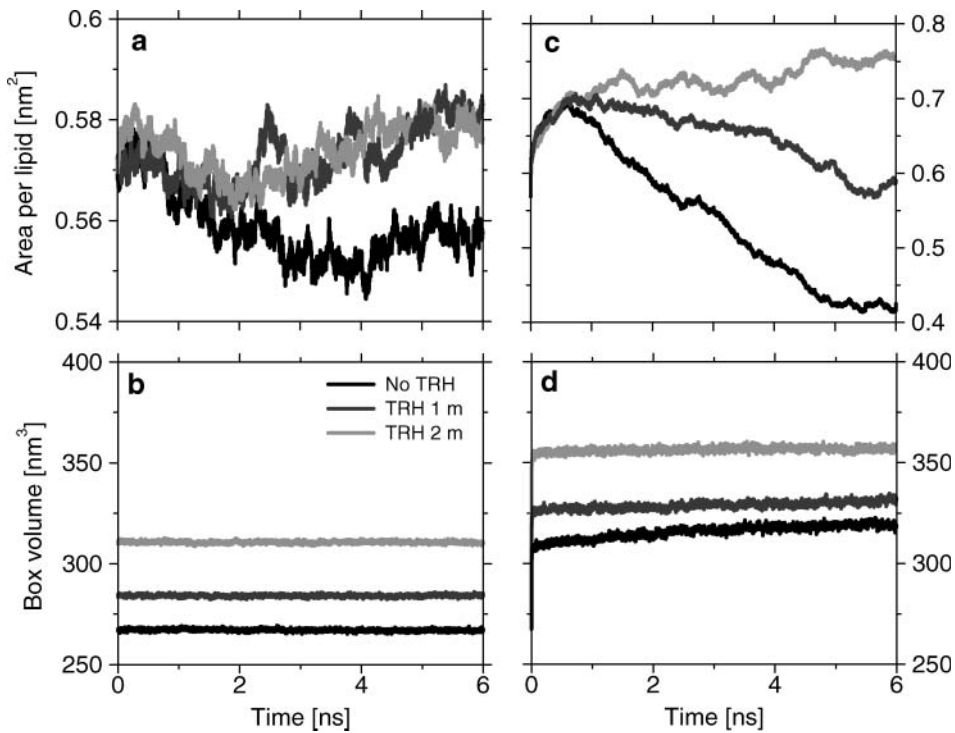 0.6
a
0.58
0.56
0.54
Area per lipid [nm²]
c
0.8
0.7
0.6
0.5
0.4
400
b
350
300
250
Box volume [nm³]
No TRH
TRH 1 m
TRH 2 m
0 2 4 6
Time [ns]
d
400
350
300
250
0 2 4 6
Time [ns]